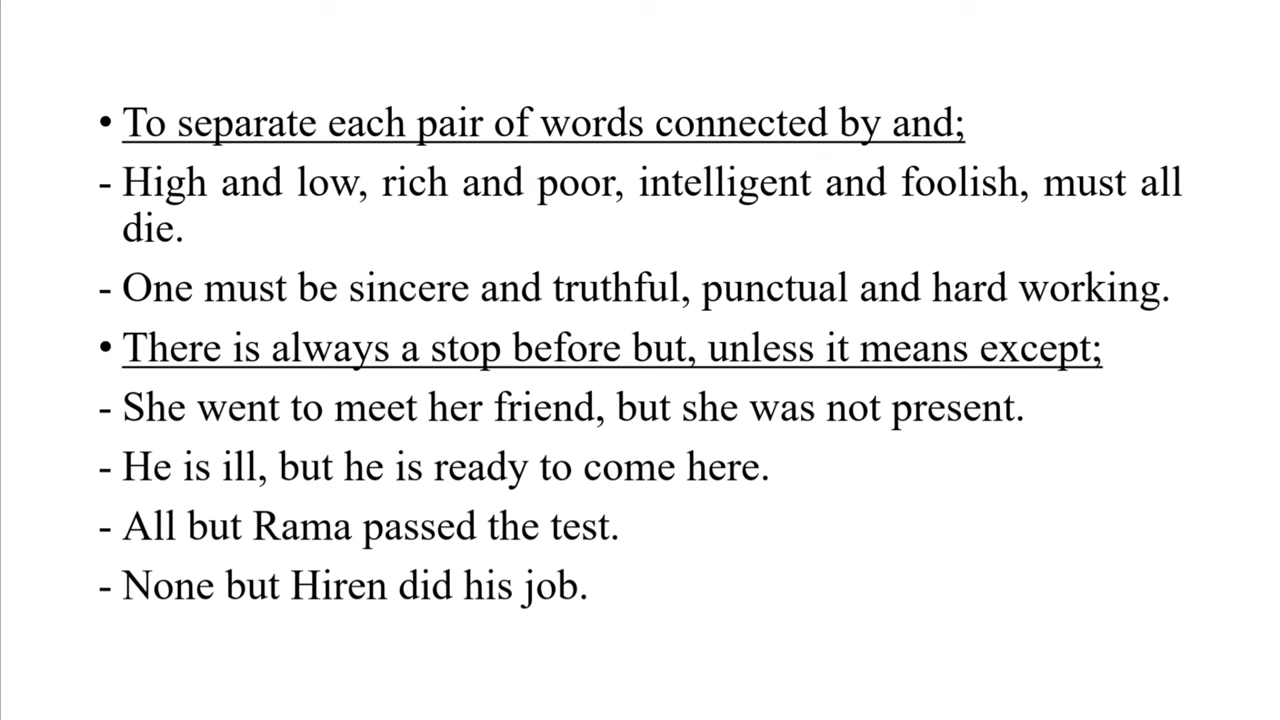 • To separate each pair of words connected by and;
- High and low, rich and poor, intelligent and foolish, must all
die.
- One must be sincere and truthful, punctual and hard working.
• There is always a stop before but, unless it means except;
- She went to meet her friend, but she was not present.
- He is ill, but he is ready to come here.
- All but Rama passed the test.
- None but Hiren did his job.